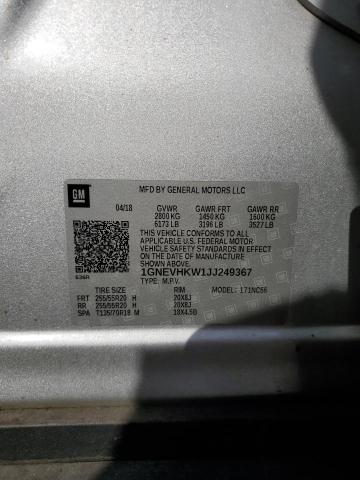 GM
MFD BY GENERAL MOTORS LLC
04/18 GVWR GAWR FRT GAWR RR
2800 KG 1450 KG 1600 KG
6173 LB 3196 LB 3527 LB
THIS VEHICLE CONFORMS TO ALL
APPLICABLE U.S. FEDERAL MOTOR
VEHICLE SAFETY STANDARDS IN
EFFECT ON THE DATE OF MANUFACTURE
SHOWN ABOVE.
1GNEVHKW1JJ249367
TYPE: M.P.V.
TIRE SIZE RIM MODEL:
FRT 255/55R20 H 20X8J
RR 255/55R20 H 20X8J
SPA T135/70R18 M 18X4.5B